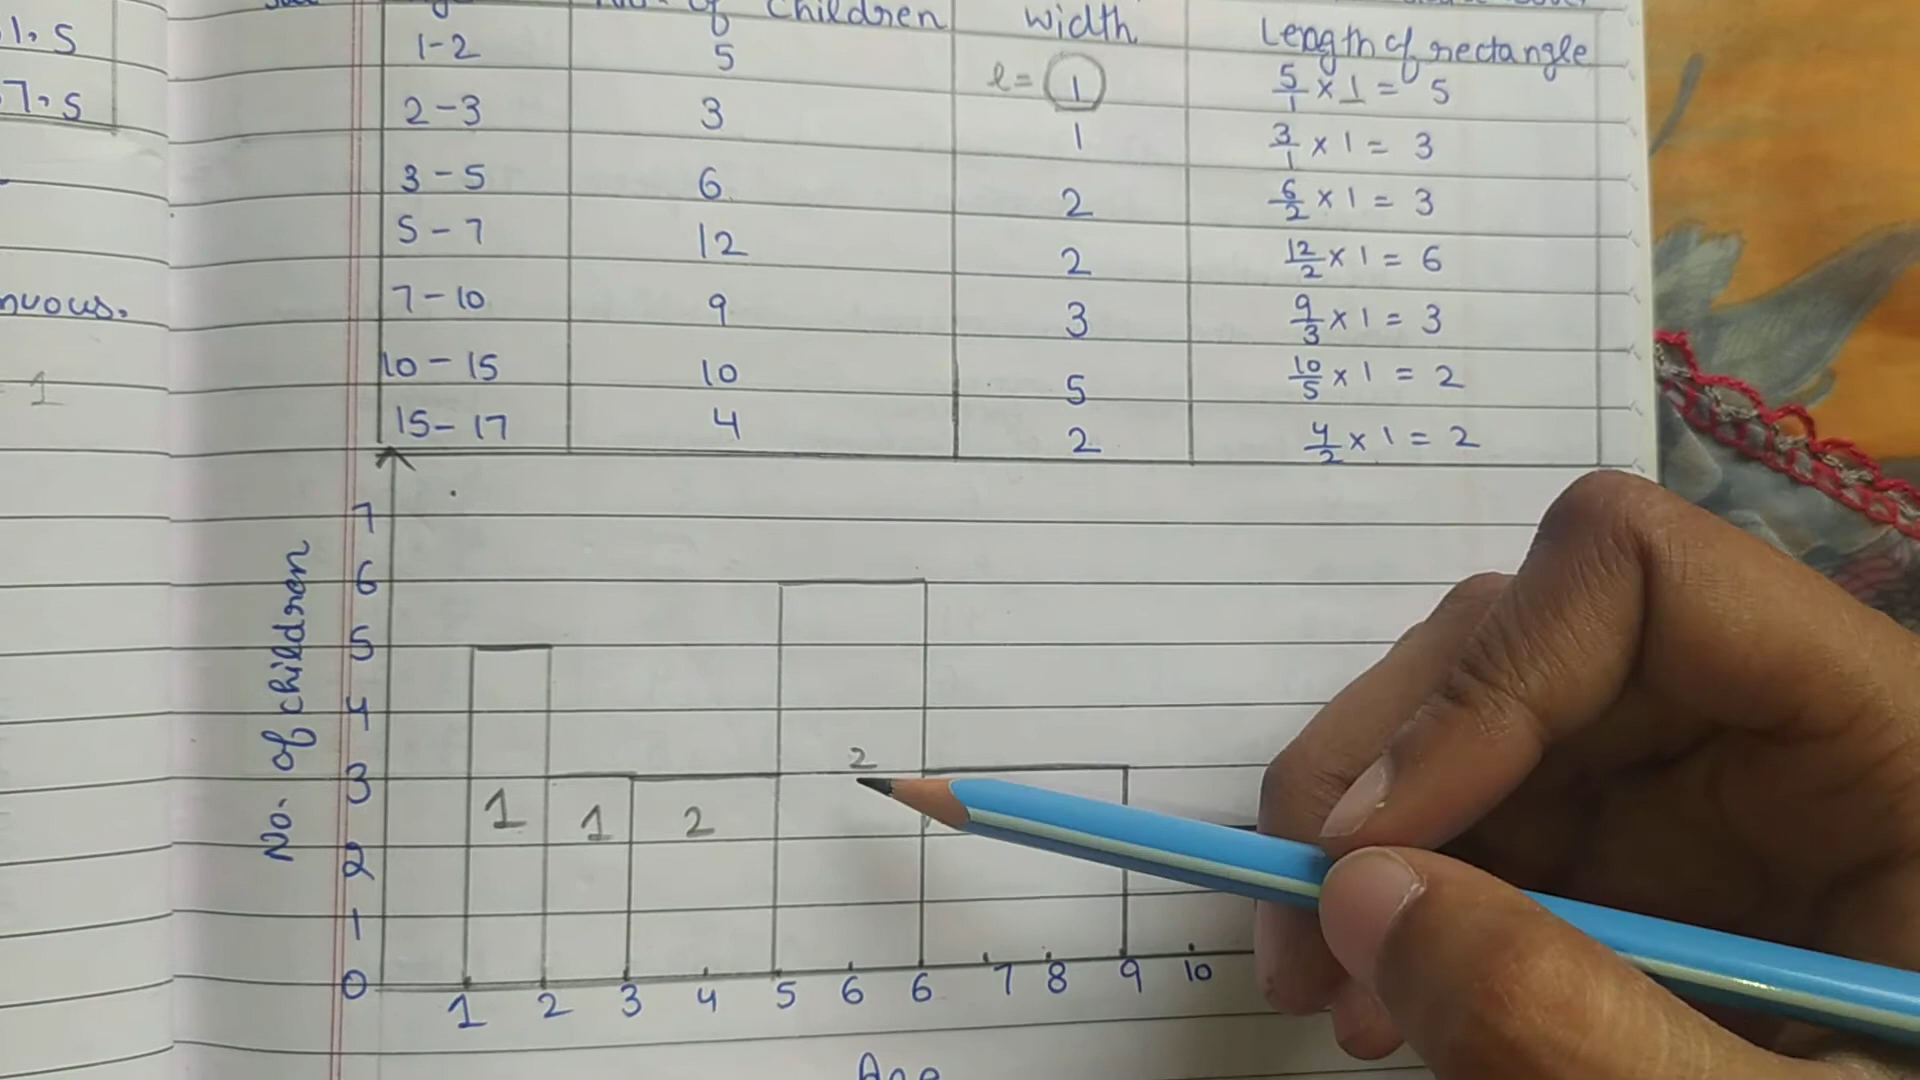 1.5
7.5
nuous.
1
No. of children width Length of rectangle
1-2 5 l = 1 5/1 × 1 = 5
2-3 3 1 3/1 × 1 = 3
3-5 6 2 6/2 × 1 = 3
5-7 12 2 12/2 × 1 = 6
7-10 9 3 9/3 × 1 = 3
10-15 10 5 10/5 × 1 = 2
15-17 4 2 4/2 × 1 = 2
No. of children
7
6
5
4
3
2
1
0
1 1 2 2
1 2 3 4 5 6 6 7 8 9 10
Age